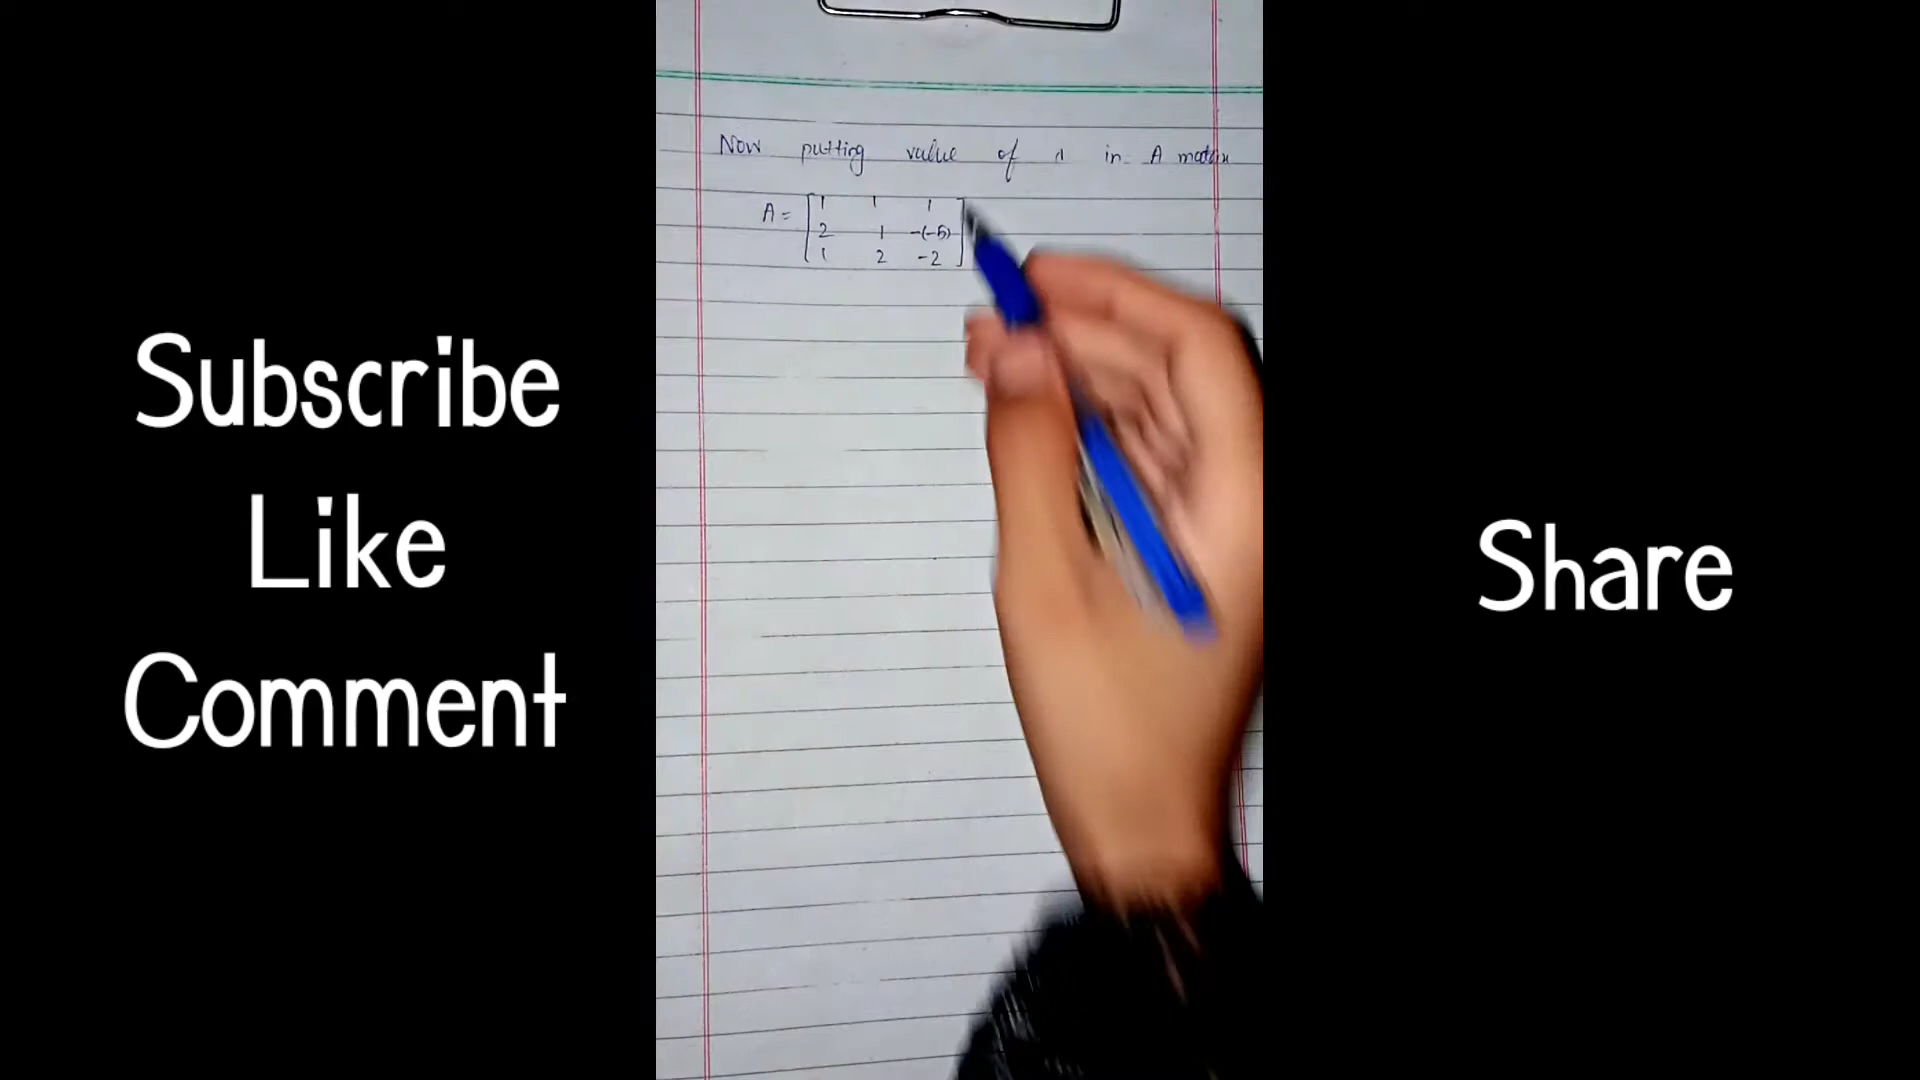 Subscribe
Like
Comment
Now putting value of in A matrix
A = [1 1 1
2 1 -(-5)
1 2 -2]
Share